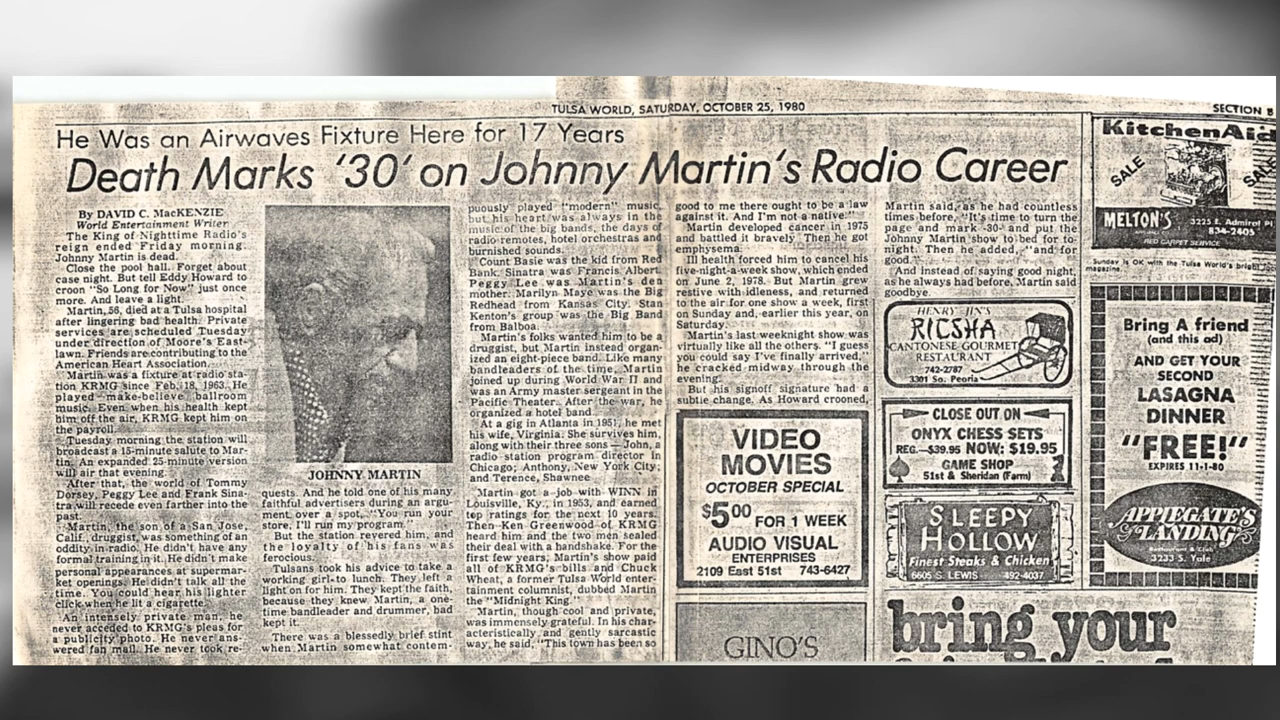 TULSA WORLD, SATURDAY, OCTOBER 25, 1980
SECTION B
He Was an Airwaves Fixture Here for 17 Years
Death Marks '30' on Johnny Martin's Radio Career
By DAVID C. MacKENZIE
World Entertainment Writer
The King of Nighttime Radio's
reign ended Friday morning.
Johnny Martin is dead.
Close the pool hall. Forget about
case night. But tell Eddy Howard to
croon "So Long for Now" just once
more. And leave a light.
Martin, 56, died at a Tulsa hospital
after lingering bad health. Private
services are scheduled Tuesday
under direction of Moore's East-
lawn. Friends are contributing to the
American Heart Association.
Martin was a fixture at radio sta-
tion KRMG since Feb. 18, 1963. He
played make-believe ballroom
music. Even when his health kept
him off the air, KRMG kept him on
the payroll.
Tuesday morning the station will
broadcast a 15-minute salute to Mar-
tin. An expanded 25-minute version
will air that evening.
After that, the world of Tommy
Dorsey, Peggy Lee and Frank Sina-
tra will recede even farther into the
past.
Martin, the son of a San Jose,
Calif., druggist, was something of an
oddity in radio. He didn't have any
formal training in it. He didn't make
personal appearances at supermar-
ket openings. He didn't talk all the
time. You could hear his lighter
click when he lit a cigarette.
An intensely private man, he
never acceded to KRMG's pleas for
a publicity photo. He never ans-
wered fan mail. He never took re-
JOHNNY MARTIN
quests. And he told one of his many
faithful advertisers during an argu-
ment over a spot, "You run your
store, I'll run my program."
But the station revered him, and
the loyalty of his fans was
ferocious.
Tulsans took his advice to take a
working girl to lunch. They left a
light on for him. They kept the faith,
because they knew Martin, a one-
time bandleader and drummer, had
kept it.
There was a blessedly brief stint
when Martin somewhat contem-
puously played "modern" music,
but his heart was always in the
music of the big bands, the days of
radio remotes, hotel orchestras and
burnished sounds.
Count Basie was the kid from Red
Bank. Sinatra was Francis Albert.
Peggy Lee was Martin's den
mother. Marilyn Maye was the Big
Redhead from Kansas City. Stan
Kenton's group was the Big Band
from Balboa.
Martin's folks wanted him to be a
druggist, but Martin instead organ-
ized an eight-piece band. Like many
bandleaders of the time, Martin
joined up during World War II and
was an Army master sergeant in the
Pacific Theater. After the war, he
organized a hotel band.
At a gig in Atlanta in 1951, he met
his wife, Virginia. She survives him,
along with their three sons — John, a
radio station program director in
Chicago; Anthony, New York City;
and Terence, Shawnee.
Martin got a job with WINN in
Louisville, Ky., in 1953, and earned
top ratings for the next 10 years.
Then Ken Greenwood of KRMG
heard him and the two men sealed
their deal with a handshake. For the
first few years, Martin's show paid
all of KRMG's bills and Chuck
Wheat, a former Tulsa World enter-
tainment columnist, dubbed Martin
the "Midnight King."
Martin, though cool and private,
was immensely grateful. In his char-
acteristically and gently sarcastic
way, he said, "This town has been so
good to me there ought to be a law
against it. And I'm not a native."
Martin developed cancer in 1975
and battled it bravely. Then he got
emphysema.
Ill health forced him to cancel his
five-night-a-week show, which ended
on June 2, 1978. But Martin grew
restive with idleness, and returned
to the air for one show a week, first
on Sunday and, earlier this year, on
Saturday.
Martin's last weeknight show was
virtually like all the others. "I guess
you could say I've finally arrived,"
he cracked midway through the
evening.
But his signoff signature had a
subtle change. As Howard crooned,
Martin said, as he had countless
times before, "It's time to turn the
page and mark -30- and put the
Johnny Martin show to bed for to-
night. Then he added, "and for
good."
And instead of saying good night,
as he always had before, Martin said
goodbye.
VIDEO
MOVIES
OCTOBER SPECIAL
$5.00 FOR 1 WEEK
AUDIO VISUAL
ENTERPRISES
2109 East 51st 743-6427
GINO'S
HENRY JIN'S
RICSHA
CANTONESE GOURMET
RESTAURANT
742-2787
3301 So. Peoria
CLOSE OUT ON
ONYX CHESS SETS
REG.-$39.95 NOW: $19.95
GAME SHOP
51st & Sheridan (Farm)
SLEEPY
HOLLOW
Finest Steaks & Chicken
6605 S. LEWIS 492-4037
bring your
KitchenAid
SALE
SALE
MELTON'S
3225 E. Admiral Pl
834-2405
RED CARPET SERVICE
Sunday is OK with the Tulsa World's bright
magazine.
Bring A friend
(and this ad)
AND GET YOUR
SECOND
LASAGNA
DINNER
"FREE!"
EXPIRES 11-1-80
APPLEGATE'S
LANDING
Restaurant & Club
3223 S. Yale